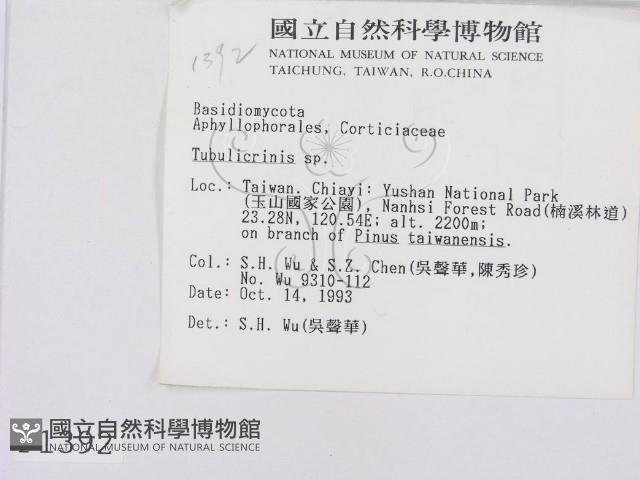 國立自然科學博物館
NATIONAL MUSEUM OF NATURAL SCIENCE
TAICHUNG, TAIWAN, R.O.CHINA
1392
Basidiomycota
Aphyllophorales, Corticiaceae
Tubulicrinis sp.
Loc.: Taiwan. Chiayi: Yushan National Park
(玉山國家公園), Nanhsi Forest Road(楠溪林道)
23.28N, 120.54E; alt. 2200m;
on branch of Pinus taiwanensis.
Col.: S.H. Wu & S.Z. Chen(吳聲華,陳秀珍)
No. Wu 9310-112
Date: Oct. 14, 1993
Det.: S.H. Wu(吳聲華)
國立自然科學博物館
NATIONAL MUSEUM OF NATURAL SCIENCE
1392